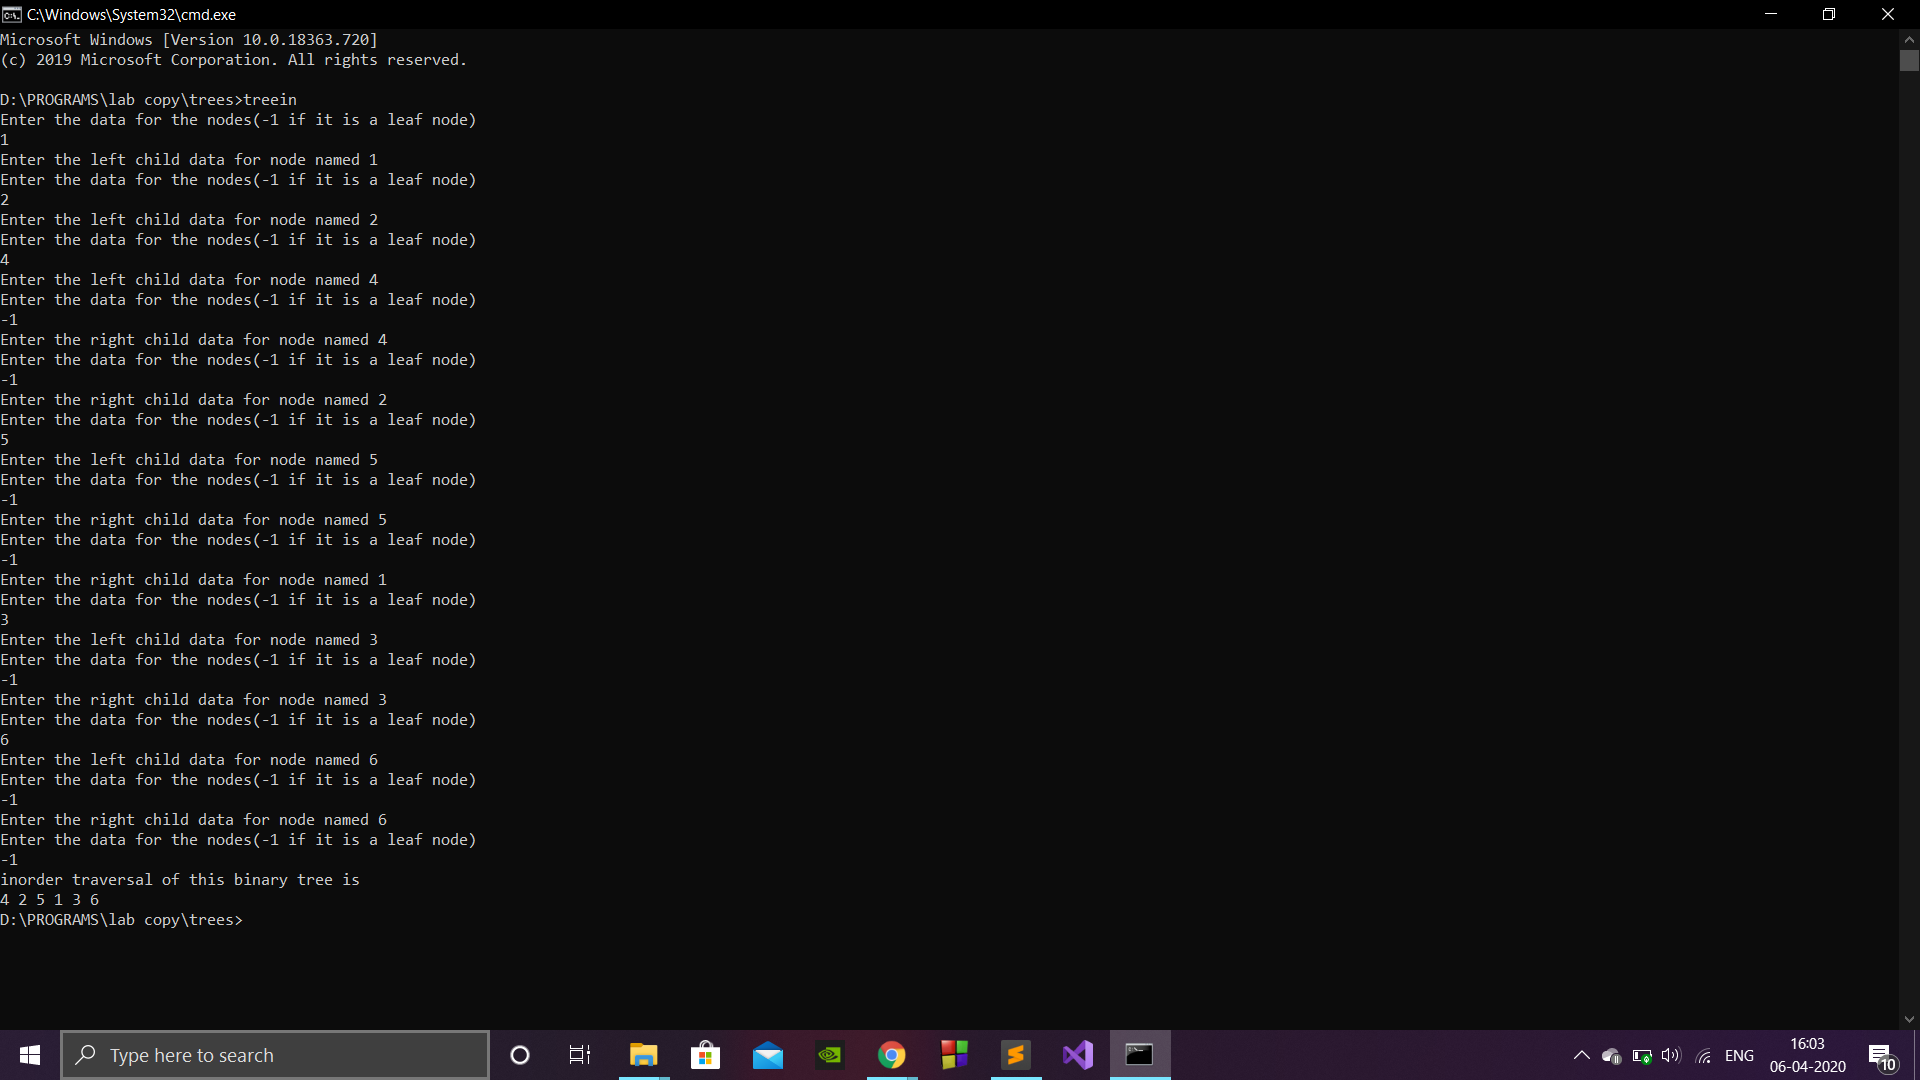 C:\Windows\System32\cmd.exe
Microsoft Windows [Version 10.0.18363.720]
(c) 2019 Microsoft Corporation. All rights reserved.
D:\PROGRAMS\lab copy\trees>treein
Enter the data for the nodes(-1 if it is a leaf node)
1
Enter the left child data for node named 1
Enter the data for the nodes(-1 if it is a leaf node)
2
Enter the left child data for node named 2
Enter the data for the nodes(-1 if it is a leaf node)
4
Enter the left child data for node named 4
Enter the data for the nodes(-1 if it is a leaf node)
-1
Enter the right child data for node named 4
Enter the data for the nodes(-1 if it is a leaf node)
-1
Enter the right child data for node named 2
Enter the data for the nodes(-1 if it is a leaf node)
5
Enter the left child data for node named 5
Enter the data for the nodes(-1 if it is a leaf node)
-1
Enter the right child data for node named 5
Enter the data for the nodes(-1 if it is a leaf node)
-1
Enter the right child data for node named 1
Enter the data for the nodes(-1 if it is a leaf node)
3
Enter the left child data for node named 3
Enter the data for the nodes(-1 if it is a leaf node)
-1
Enter the right child data for node named 3
Enter the data for the nodes(-1 if it is a leaf node)
6
Enter the left child data for node named 6
Enter the data for the nodes(-1 if it is a leaf node)
-1
Enter the right child data for node named 6
Enter the data for the nodes(-1 if it is a leaf node)
-1
inorder traversal of this binary tree is
4 2 5 1 3 6
D:\PROGRAMS\lab copy\trees>
Type here to search
ENG
16:03
06-04-2020
10